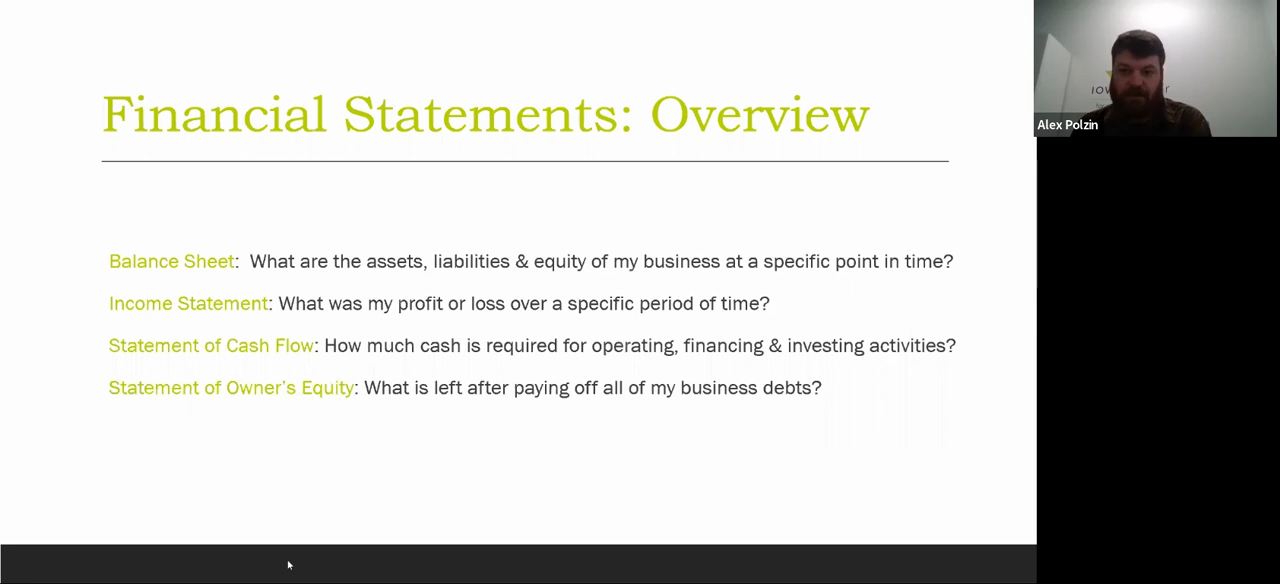 Financial Statements: Overview
Balance Sheet:  What are the assets, liabilities & equity of my business at a specific point in time?
Income Statement: What was my profit or loss over a specific period of time?
Statement of Cash Flow: How much cash is required for operating, financing & investing activities?
Statement of Owner's Equity: What is left after paying off all of my business debts?
Alex Polzin